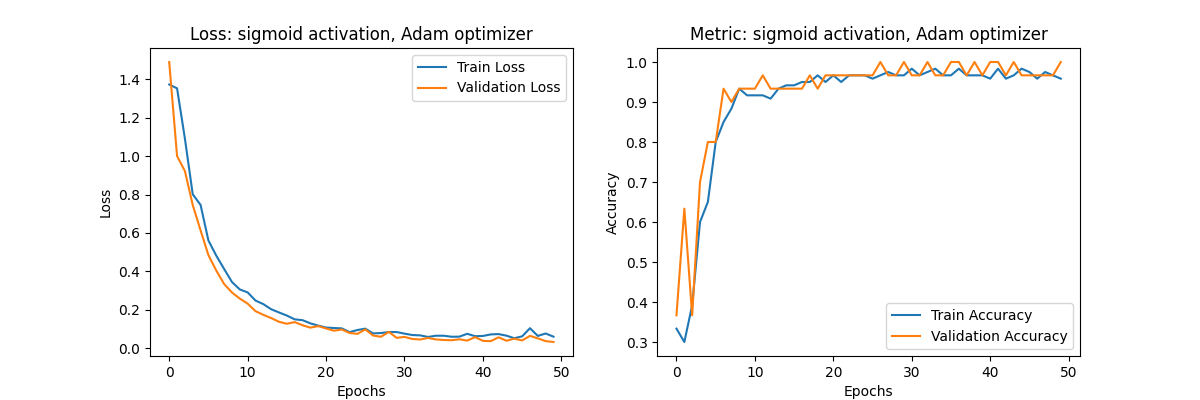 Loss: sigmoid activation, Adam optimizer
Train Loss
Validation Loss
1.4
1.2
1.0
0.8
0.6
0.4
0.2
0.0
Loss
0 10 20 30 40 50
Epochs
Metric: sigmoid activation, Adam optimizer
1.0
0.9
0.8
0.7
0.6
0.5
0.4
0.3
Accuracy
Train Accuracy
Validation Accuracy
0 10 20 30 40 50
Epochs